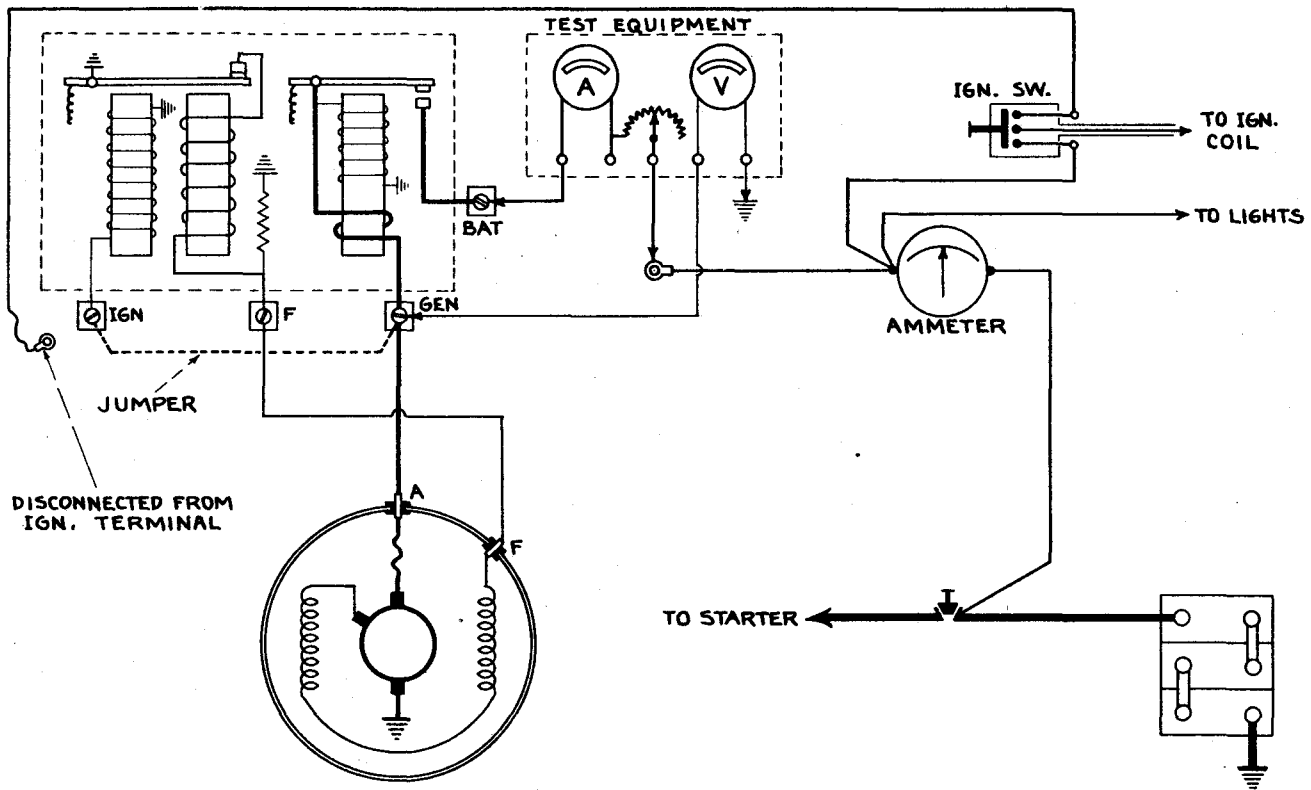 TEST EQUIPMENT
A
V
IGN. SW.
TO IGN.
COIL
TO LIGHTS
BAT
IGN
F
GEN
AMMETER
JUMPER
DISCONNECTED FROM
IGN. TERMINAL
A
F
TO STARTER